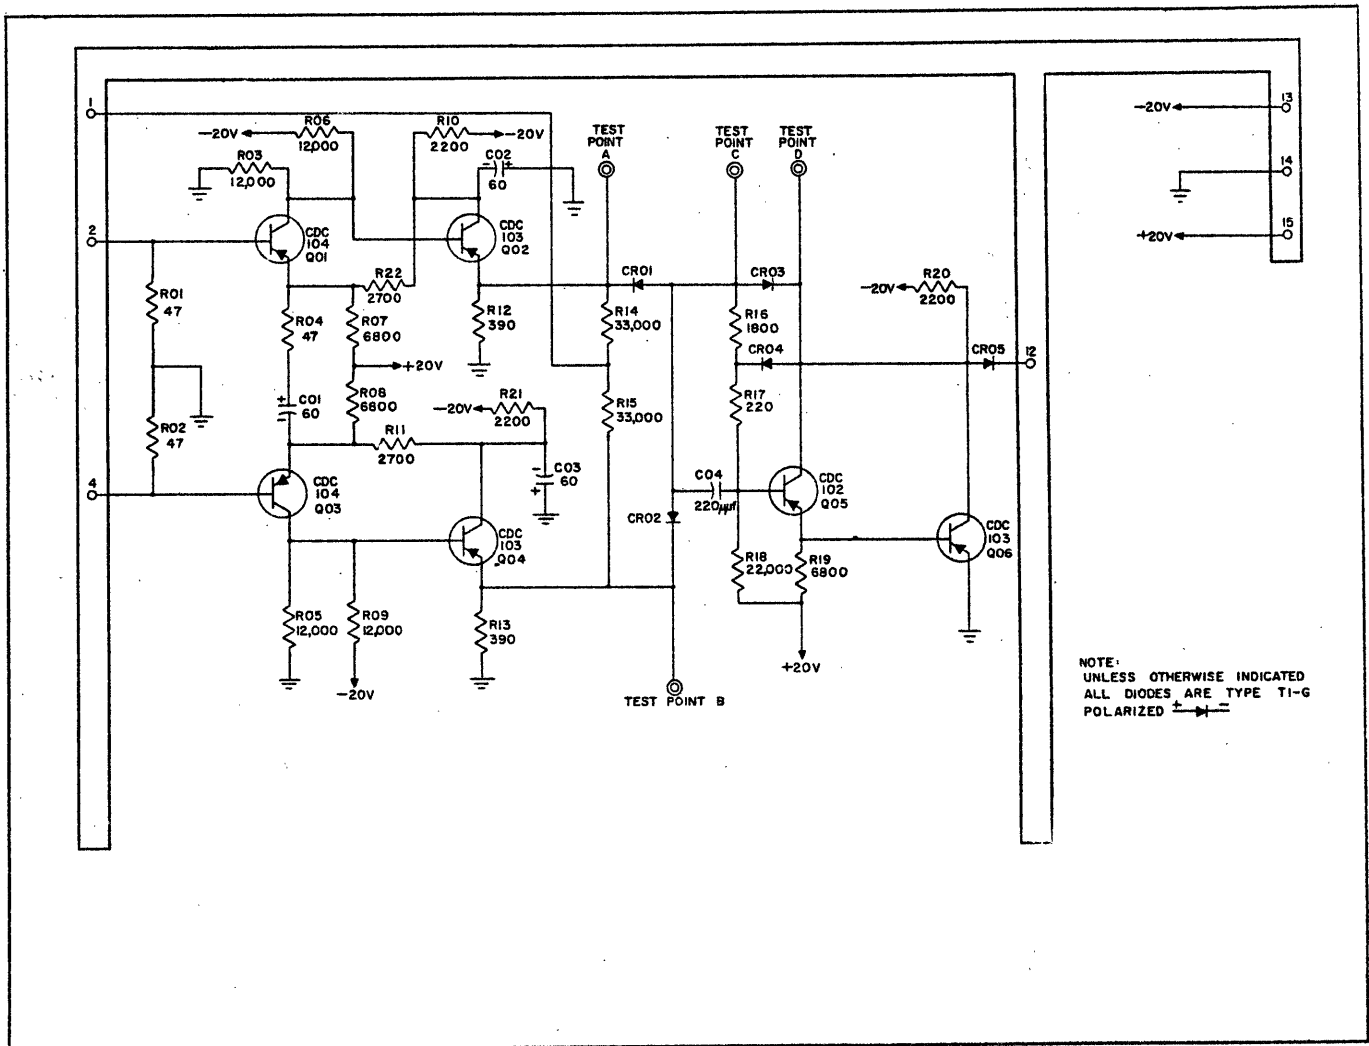 1
R06
-20V
12,000
R10
2200
-20V
R03
12,000
C02
- +
60
TEST
POINT
A
TEST
POINT
C
TEST
POINT
D
-20V
13
14
+20V
15
2
CDC
104
Q01
CDC
103
Q02
R22
2700
CR01
CR03
R20
-20V
2200
R01
47
R04
47
R07
6800
R12
390
R14
33,000
R16
1800
CR04
CR05
12
+20V
C01
+
60
-
R08
6800
R21
-20V
2200
R15
33,000
R17
220
R02
47
R11
2700
-
C03
60
+
4
CDC
104
Q03
C04
220μμf
CDC
102
Q05
CR02
CDC
103
Q04
CDC
103
Q06
R18
22,000
R19
6800
R05
12,000
R09
12,000
R13
390
-20V
+20V
TEST POINT B
NOTE:
UNLESS OTHERWISE INDICATED
ALL DIODES ARE TYPE TI-G
POLARIZED + -